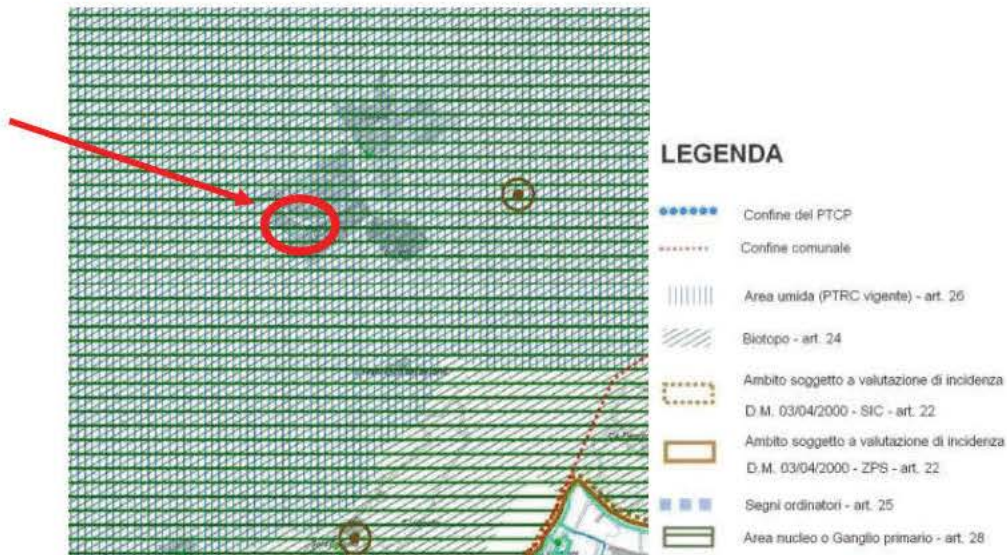 LEGENDA
Confine del PTCP
Confine comunale
Area umida (PTRC vigente) - art. 26
Biotopo - art. 24
Ambito soggetto a valutazione di incidenza
D.M. 03/04/2000 - SIC - art. 22
Ambito soggetto a valutazione di incidenza
D.M. 03/04/2000 - ZPS - art. 22
Segni ordinatori - art. 25
Area nucleo o Ganglio primario - art. 28